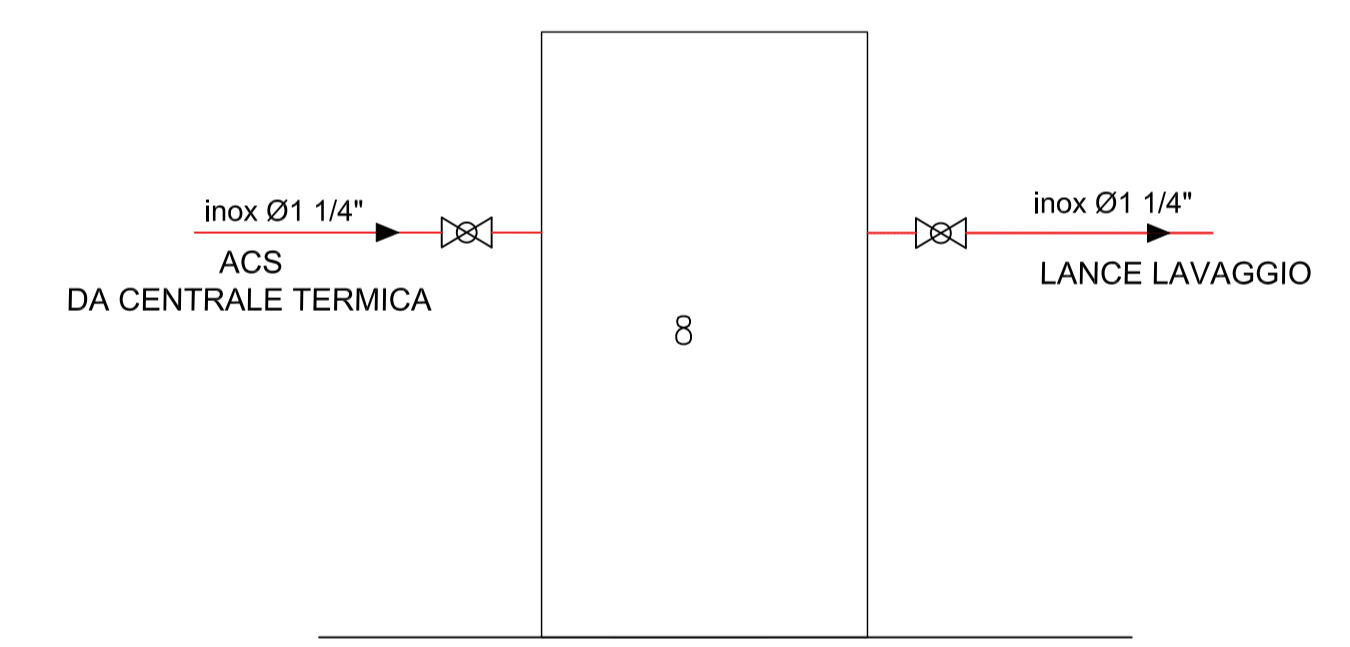 inox Ø1 1/4"
ACS
DA CENTRALE TERMICA
8
inox Ø1 1/4"
LANCE LAVAGGIO